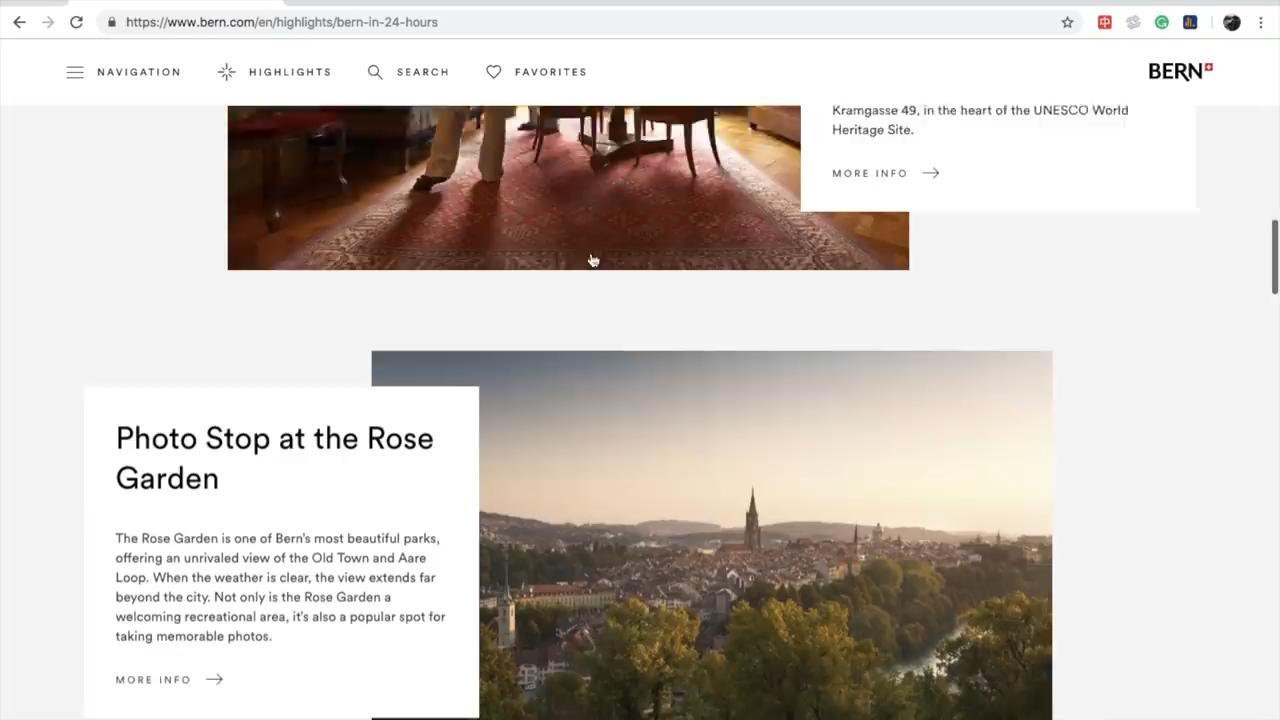 https://www.bern.com/en/highlights/bern-in-24-hours
NAVIGATION
HIGHLIGHTS
SEARCH
FAVORITES
BERN
Kramgasse 49, in the heart of the UNESCO World
Heritage Site.
MORE INFO
Photo Stop at the Rose
Garden
The Rose Garden is one of Bern's most beautiful parks,
offering an unrivaled view of the Old Town and Aare
Loop. When the weather is clear, the view extends far
beyond the city. Not only is the Rose Garden a
welcoming recreational area, it's also a popular spot for
taking memorable photos.
MORE INFO